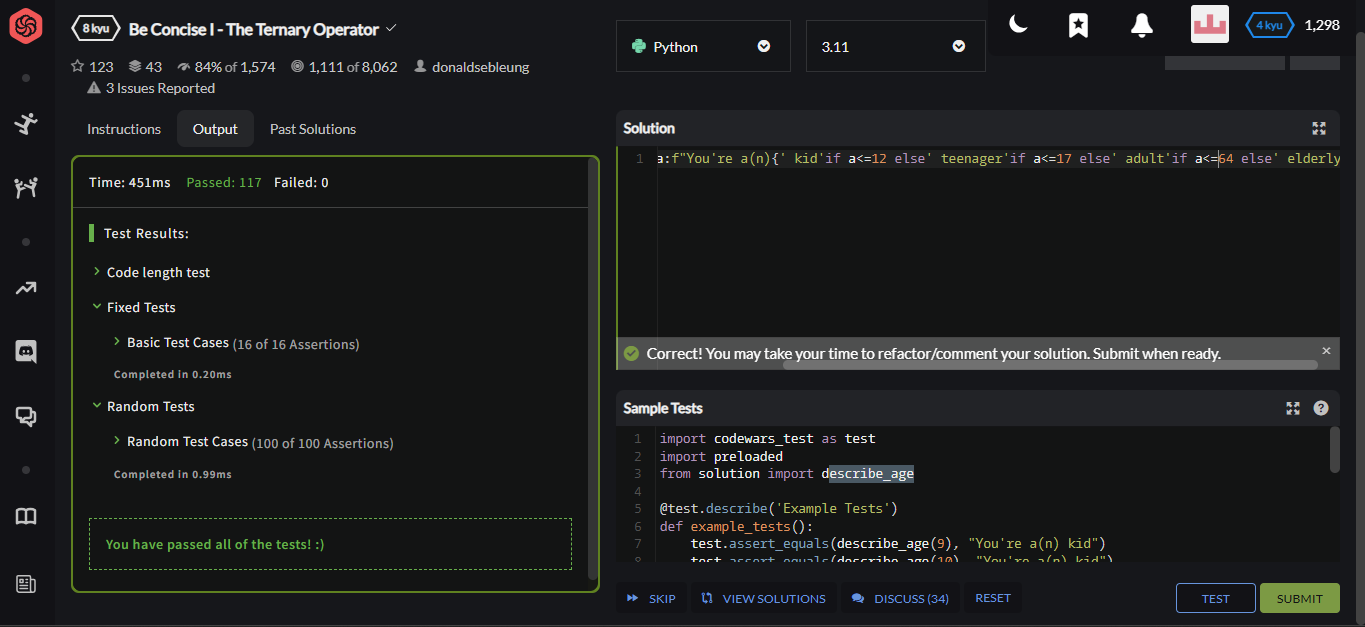 8 kyu Be Concise I - The Ternary Operator
123 43 84% of 1,574 1,111 of 8,062 donaldsebleung
3 Issues Reported
Python
3.11
4 kyu 1,298
Instructions Output Past Solutions
Time: 451ms Passed: 117 Failed: 0
Test Results:
Code length test
Fixed Tests
Basic Test Cases (16 of 16 Assertions)
Completed in 0.20ms
Random Tests
Random Test Cases (100 of 100 Assertions)
Completed in 0.99ms
You have passed all of the tests! :)
Solution
1 a:f"You're a(n){' kid'if a<=12 else' teenager'if a<=17 else' adult'if a<=64 else' elderly
Correct! You may take your time to refactor/comment your solution. Submit when ready.
Sample Tests
1 import codewars_test as test
2 import preloaded
3 from solution import describe_age
4
5 @test.describe('Example Tests')
6 def example_tests():
7 test.assert_equals(describe_age(9), "You're a(n) kid")
8 test.assert_equals(describe_age(10), "You're a(n) kid")
SKIP VIEW SOLUTIONS DISCUSS (34) RESET TEST SUBMIT